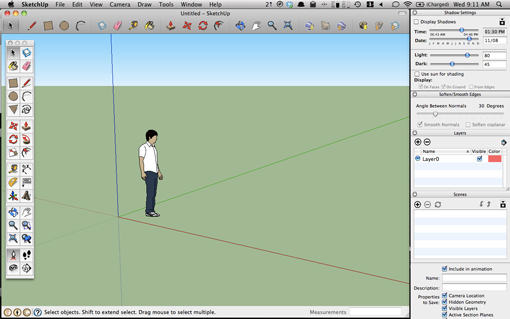 SketchUp File Edit View Camera Draw Tools Window Help (Charged) Wed 9:11 AM
Untitled - SketchUp
Shadow Settings
Display Shadows
Time: 01:30 PM
Date: J F M A M J J A S O N D 11/08
Light: 80
Dark: 45
Use sun for shading
Display:
On Faces On Ground From Edges
Soften/Smooth Edges
Angle Between Normals 30 Degrees
Smooth Normals Soften coplanar
Layers
Name Visible Color
Layer0
Scenes
Include in animation
Name:
Description:
Properties to Save:
Camera Location
Hidden Geometry
Visible Layers
Active Section Planes
Select objects. Shift to extend select. Drag mouse to select multiple. Measurements